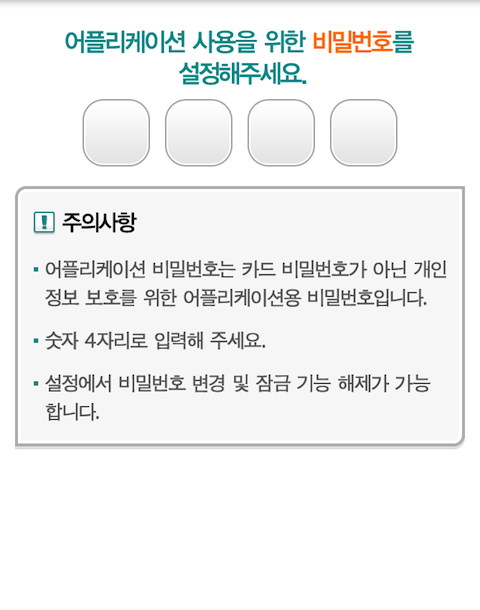 어플리케이션 사용을 위한 비밀번호를
설정해주세요.
주의사항
어플리케이션 비밀번호는 카드 비밀번호가 아닌 개인
정보 보호를 위한 어플리케이션용 비밀번호입니다.
숫자 4자리로 입력해 주세요.
설정에서 비밀번호 변경 및 잠금 기능 해제가 가능
합니다.